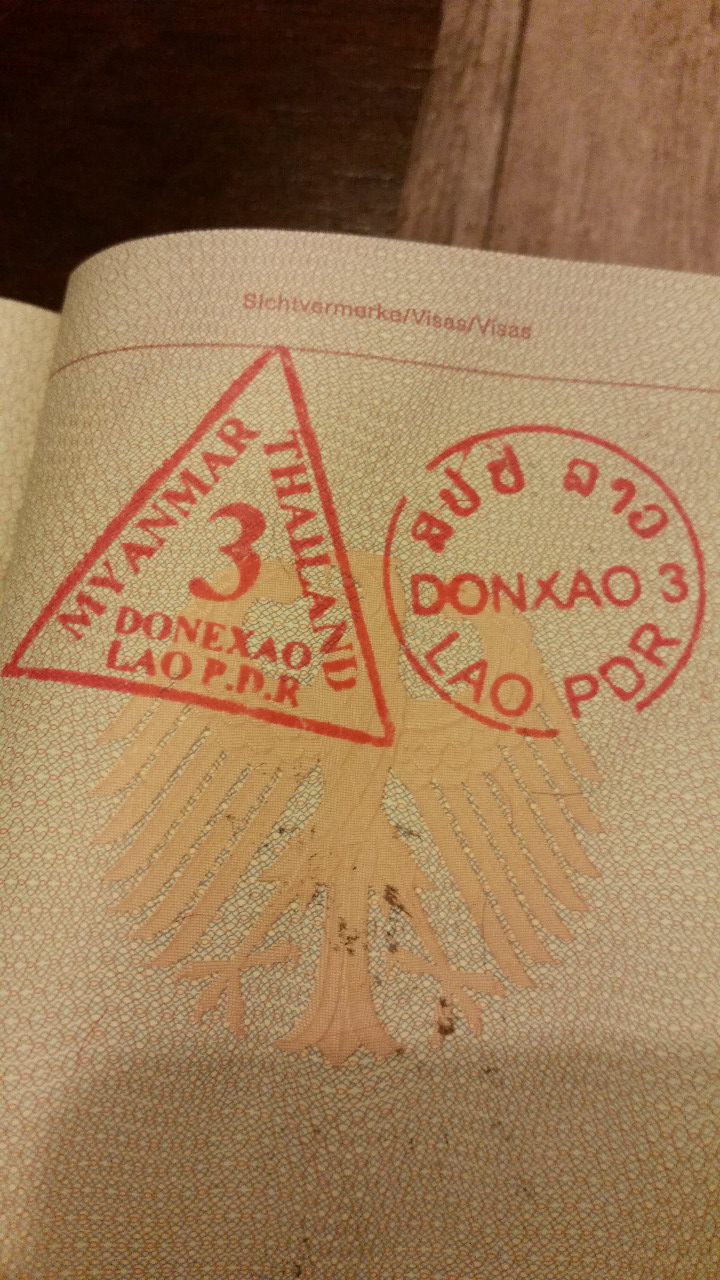 Sichtvermerke/Visas/Visas
MYANMAR
THAILAND
3
DONEXAO
LAO P.D.R
ສປປ ລາວ
DONXAO 3
LAO PDR